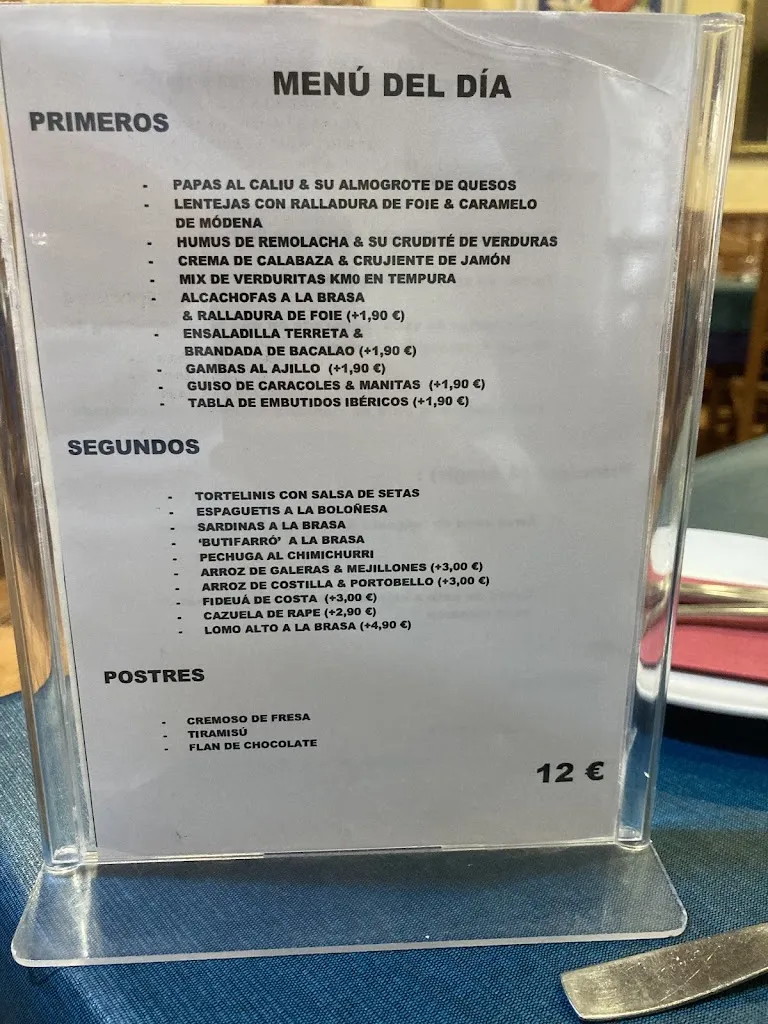 MENÚ DEL DÍA
PRIMEROS
- PAPAS AL CALIU & SU ALMOGROTE DE QUESOS
- LENTEJAS CON RALLADURA DE FOIE & CARAMELO
DE MÓDENA
- HUMUS DE REMOLACHA & SU CRUDITÉ DE VERDURAS
- CREMA DE CALABAZA & CRUJIENTE DE JAMÓN
- MIX DE VERDURITAS KM0 EN TEMPURA
- ALCACHOFAS A LA BRASA
& RALLADURA DE FOIE (+1,90 €)
- ENSALADILLA TERRETA &
BRANDADA DE BACALAO (+1,90 €)
- GAMBAS AL AJILLO (+1,90 €)
- GUISO DE CARACOLES & MANITAS (+1,90 €)
- TABLA DE EMBUTIDOS IBÉRICOS (+1,90 €)
SEGUNDOS
- TORTELINIS CON SALSA DE SETAS
- ESPAGUETIS A LA BOLOÑESA
- SARDINAS A LA BRASA
- ‘BUTIFARRÓ’ A LA BRASA
- PECHUGA AL CHIMICHURRI
- ARROZ DE GALERAS & MEJILLONES (+3,00 €)
- ARROZ DE COSTILLA & PORTOBELLO (+3,00 €)
- FIDEUÁ DE COSTA (+3,00 €)
- CAZUELA DE RAPE (+2,90 €)
- LOMO ALTO A LA BRASA (+4,90 €)
POSTRES
- CREMOSO DE FRESA
- TIRAMISÚ
- FLAN DE CHOCOLATE
12 €